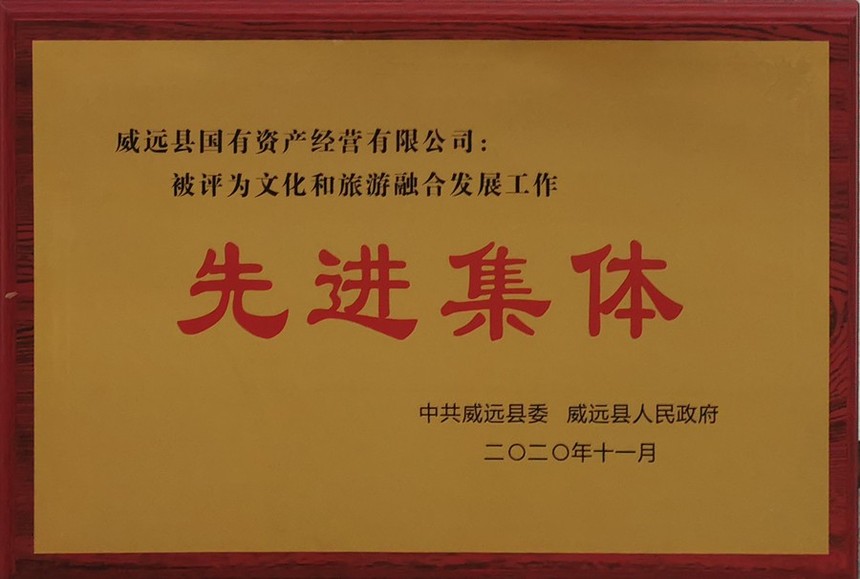 威远县国有资产经营有限公司：
被评为文化和旅游融合发展工作
先进集体
中共威远县委 威远县人民政府
二〇二〇年十一月